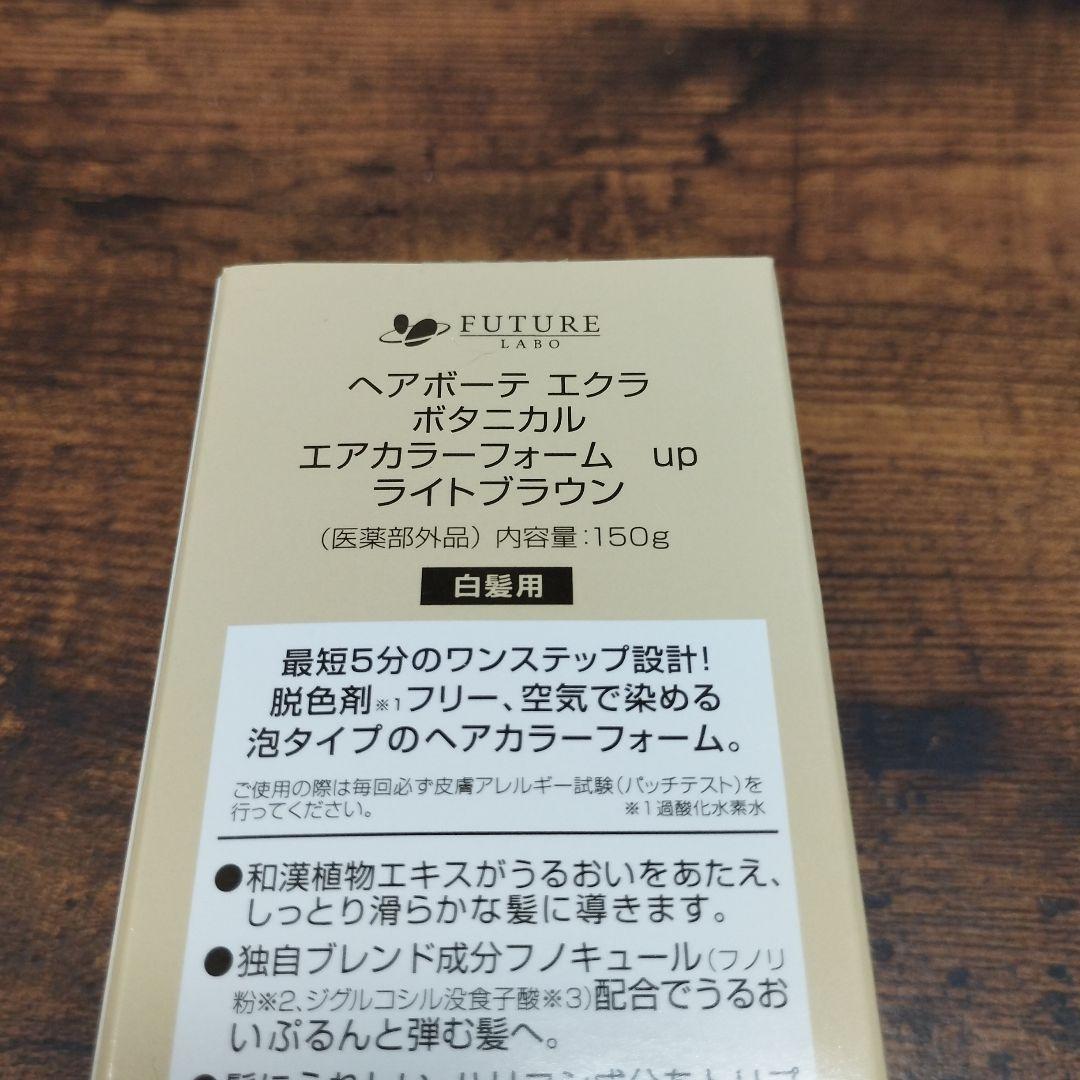 FUTURE
LABO
ヘアボーテ エクラ
ボタニカル
エアカラーフォーム up
ライトブラウン
(医薬部外品) 内容量:150g
白髪用
最短5分のワンステップ設計!
脱色剤※1フリー、空気で染める
泡タイプのヘアカラーフォーム。
ご使用の際は毎回必ず皮膚アレルギー試験(パッチテスト)を
行ってください。 ※1過酸化水素水
●和漢植物エキスがうるおいをあたえ、
しっとり滑らかな髪に導きます。
●独自ブレンド成分フノキュール(フノリ
粉※2、ジグルコシル没食子酸※3)配合でうるお
いぷるんと弾む髪へ。